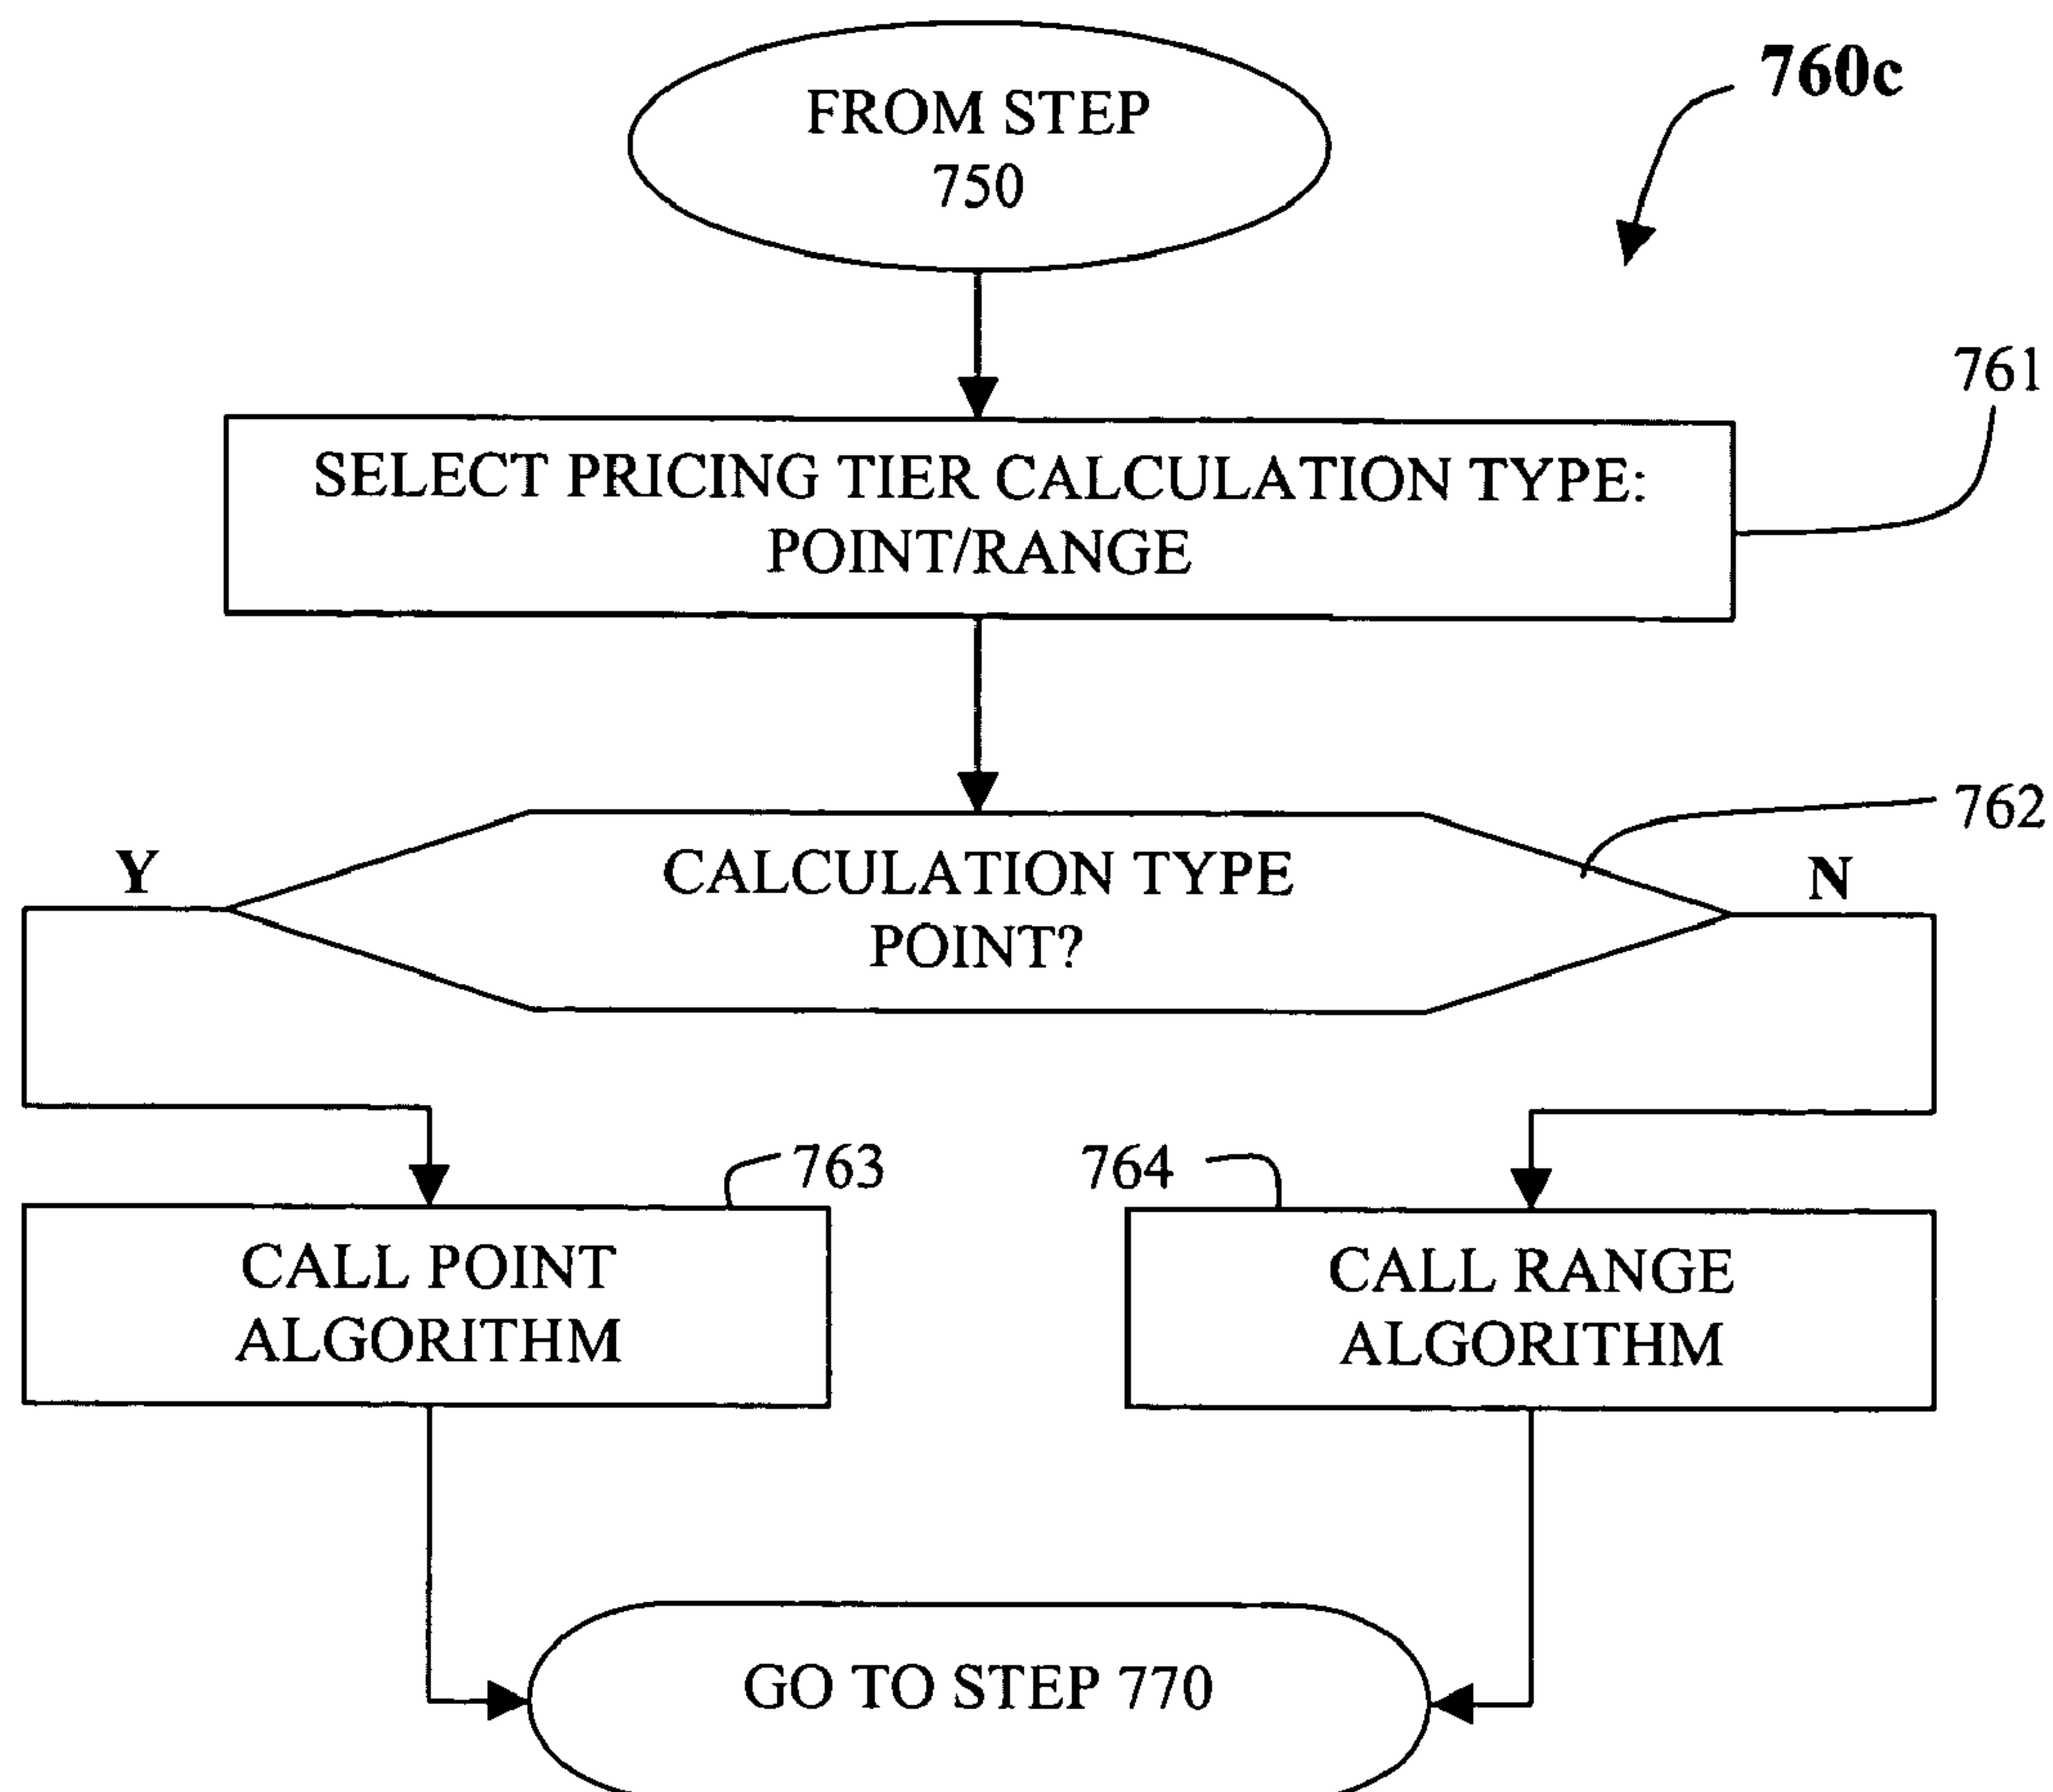 FROM STEP
750
760c
761
SELECT PRICING TIER CALCULATION TYPE:
POINT/RANGE
762
Y
CALCULATION TYPE
POINT?
N
763
764
CALL POINT
ALGORITHM
CALL RANGE
ALGORITHM
GO TO STEP 770